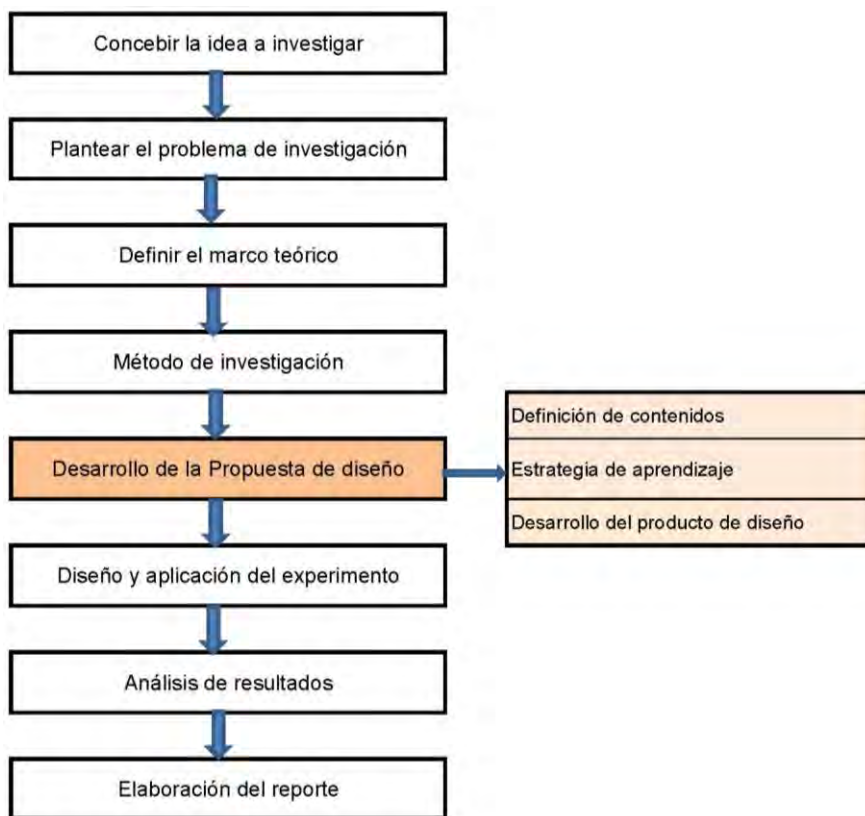 Concebir la idea a investigar
Plantear el problema de investigación
Definir el marco teórico
Método de investigación
Desarrollo de la Propuesta de diseño
Definición de contenidos
Estrategia de aprendizaje
Desarrollo del producto de diseño
Diseño y aplicación del experimento
Análisis de resultados
Elaboración del reporte